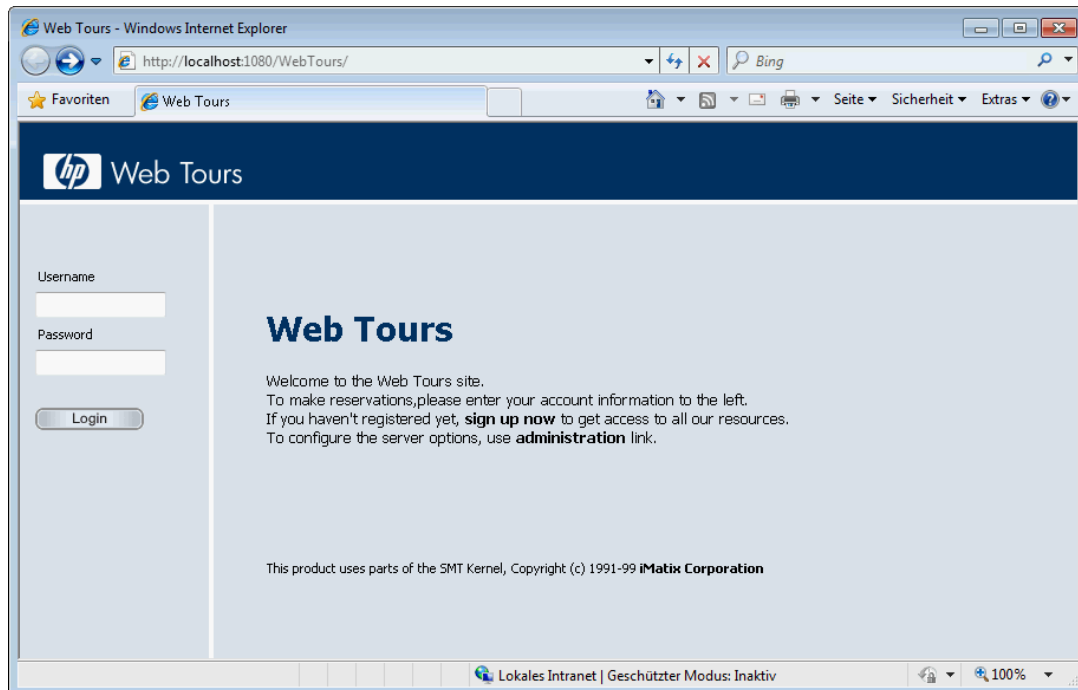 Web Tours - Windows Internet Explorer
http://localhost:1080/WebTours/
Bing
Favoriten
Web Tours
Seite
Sicherheit
Extras
hp
Web Tours
Username
Password
Login
Web Tours
Welcome to the Web Tours site.
To make reservations,please enter your account information to the left.
If you haven't registered yet, sign up now to get access to all our resources.
To configure the server options, use administration link.
This product uses parts of the SMT Kernel, Copyright (c) 1991-99 iMatix Corporation
Lokales Intranet | Geschützter Modus: Inaktiv
100%